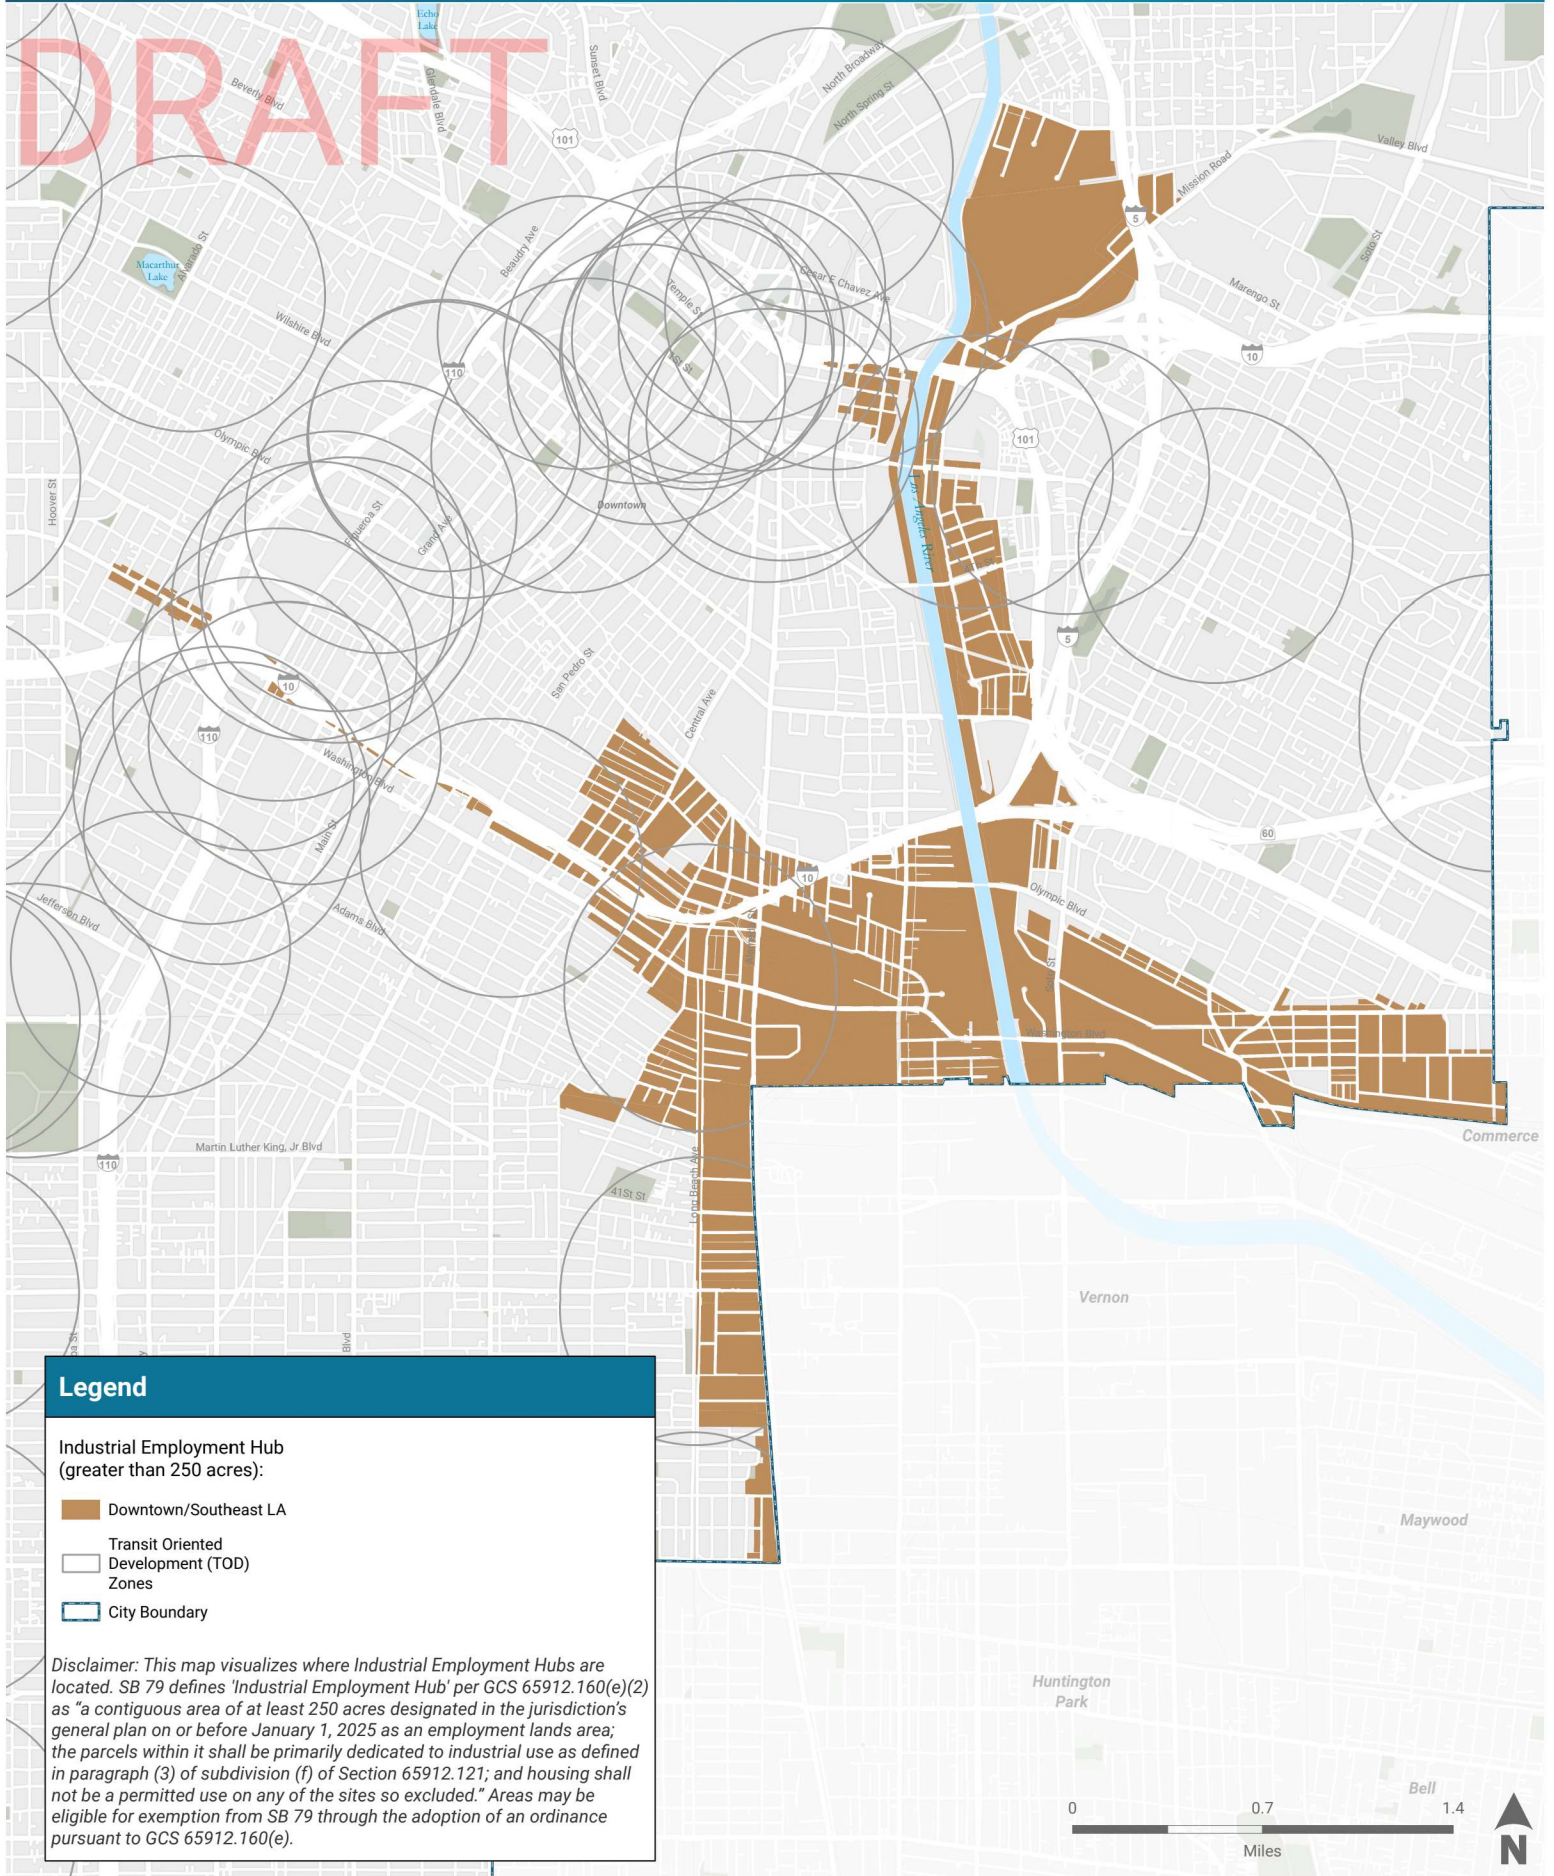 DRAFT
Echo
Lake
Glendale Blvd
Sunset Blvd
North Broadway
North Spring St
Beverly Blvd
101
Valley Blvd
Mission Road
5
Alvarado St
Macarthur
Lake
Beaudry Ave
Soto St
Cesar E Chavez Ave
Temple St
Marengo St
Wilshire Blvd
1St St
10
110
Olympic Blvd
101
Hoover St
Downtown
Figueroa St
Grand Ave
Los Angeles River
5
San Pedro St
10
Central Ave
110
Washington Blvd
60
Main St
10
Olympic Blvd
Jefferson Blvd
Adams Blvd
Soto St
Washington Blvd
Commerce
Martin Luther King, Jr Blvd
110
Long Beach Ave
41St St
Vernon
Blvd
Legend
Industrial Employment Hub
(greater than 250 acres):
Downtown/Southeast LA
Transit Oriented
Development (TOD)
Zones
City Boundary
Disclaimer: This map visualizes where Industrial Employment Hubs are
located. SB 79 defines 'Industrial Employment Hub' per GCS 65912.160(e)(2)
as “a contiguous area of at least 250 acres designated in the jurisdiction's
general plan on or before January 1, 2025 as an employment lands area;
the parcels within it shall be primarily dedicated to industrial use as defined
in paragraph (3) of subdivision (f) of Section 65912.121; and housing shall
not be a permitted use on any of the sites so excluded.” Areas may be
eligible for exemption from SB 79 through the adoption of an ordinance
pursuant to GCS 65912.160(e).
Maywood
Huntington
Park
Bell
0 0.7 1.4
Miles
N